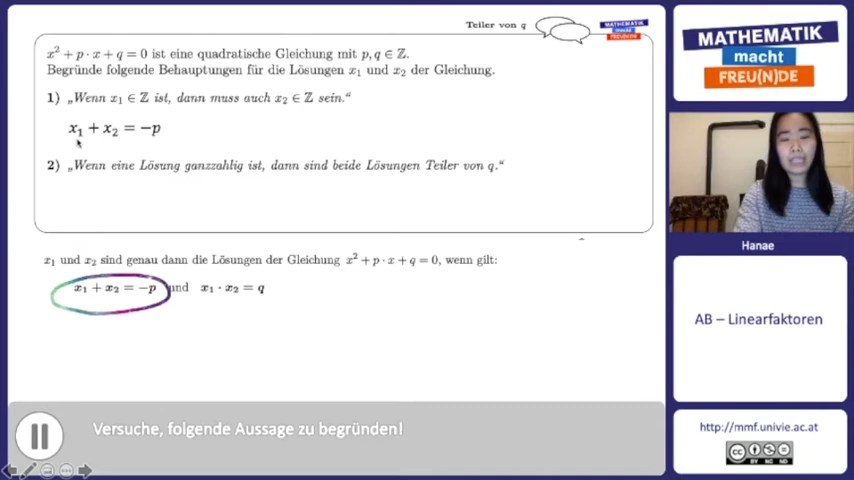 Teiler von q
MATHEMATIK
macht
FREU(N)DE
x² + p · x + q = 0 ist eine quadratische Gleichung mit p, q ∈ ℤ.
Begründe folgende Behauptungen für die Lösungen x₁ und x₂ der Gleichung.
1) „Wenn x₁ ∈ ℤ ist, dann muss auch x₂ ∈ ℤ sein.“
x₁ + x₂ = −p
2) „Wenn eine Lösung ganzzahlig ist, dann sind beide Lösungen Teiler von q.“
x₁ und x₂ sind genau dann die Lösungen der Gleichung x² + p · x + q = 0, wenn gilt:
x₁ + x₂ = −p und x₁ · x₂ = q
Versuche, folgende Aussage zu begründen!
MATHEMATIK
macht
FREU(N)DE
Hanae
AB – Linearfaktoren
http://mmf.univie.ac.at
CC
BY NC ND